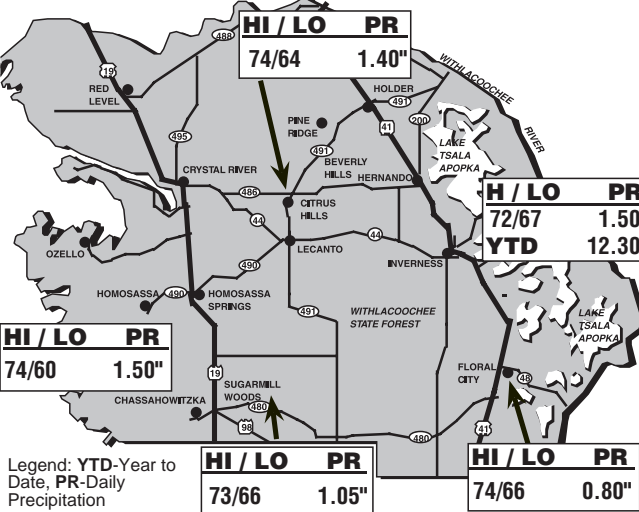 HI / LO PR
74/64 1.40"
488
WITHLACOOCHEE
RIVER
19
RED
LEVEL
HOLDER
491
PINE
RIDGE
41
200
495
491
LAKE
TSALA
APOPKA
BEVERLY
HILLS
CRYSTAL RIVER
HERNANDO
486
H / LO PR
72/67 1.50
YTD 12.30
CITRUS
HILLS
44
44
OZELLO
LECANTO
INVERNESS
490
HOMOSASSA
490
HOMOSASSA
SPRINGS
491
WITHLACOOCHEE
STATE FOREST
LAKE
TSALA
APOPKA
HI / LO PR
74/60 1.50"
19
FLORAL
CITY
48
SUGARMILL
WOODS
CHASSAHOWITZKA
480
98
480
41
Legend: YTD-Year to
Date, PR-Daily
Precipitation
HI / LO PR
73/66 1.05"
HI / LO PR
74/66 0.80"